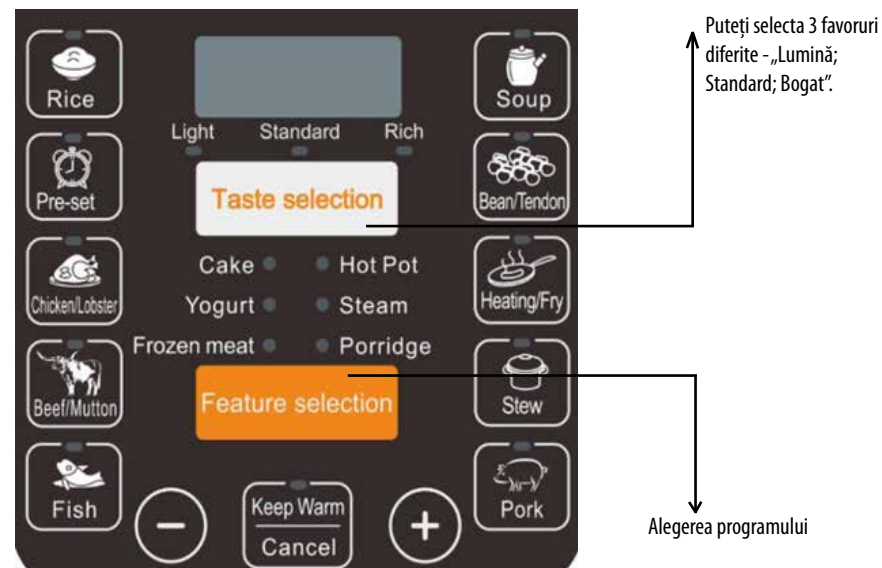 Puteți selecta 3 favoruri
diferite - „Lumină;
Standard; Bogat”.
Rice
Soup
Light Standard Rich
Pre-set
Taste selection
Bean/Tendon
Cake Hot Pot
Chicken/Lobster
Yogurt Steam
Heating/Fry
Frozen meat Porridge
Beef/Mutton
Feature selection
Stew
Fish
Keep Warm
Cancel
Pork
− +
Alegerea programului